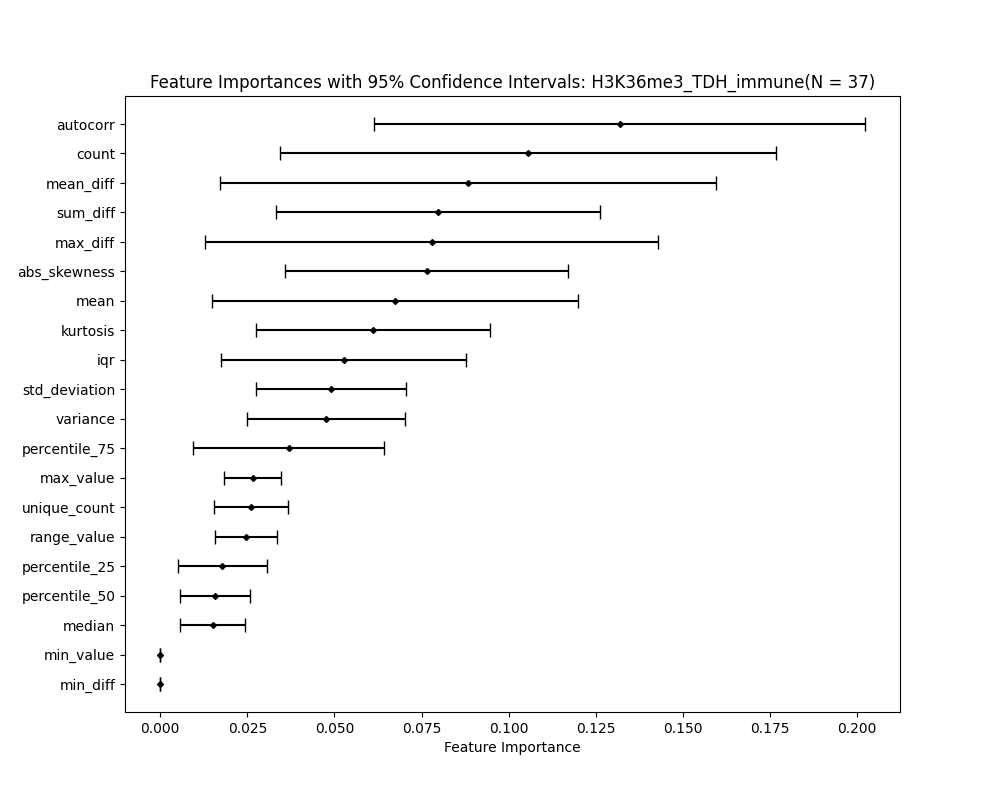 Feature Importances with 95% Confidence Intervals: H3K36me3_TDH_immune(N = 37)
autocorr
count
mean_diff
sum_diff
max_diff
abs_skewness
mean
kurtosis
iqr
std_deviation
variance
percentile_75
max_value
unique_count
range_value
percentile_25
percentile_50
median
min_value
min_diff
0.000 0.025 0.050 0.075 0.100 0.125 0.150 0.175 0.200
Feature Importance